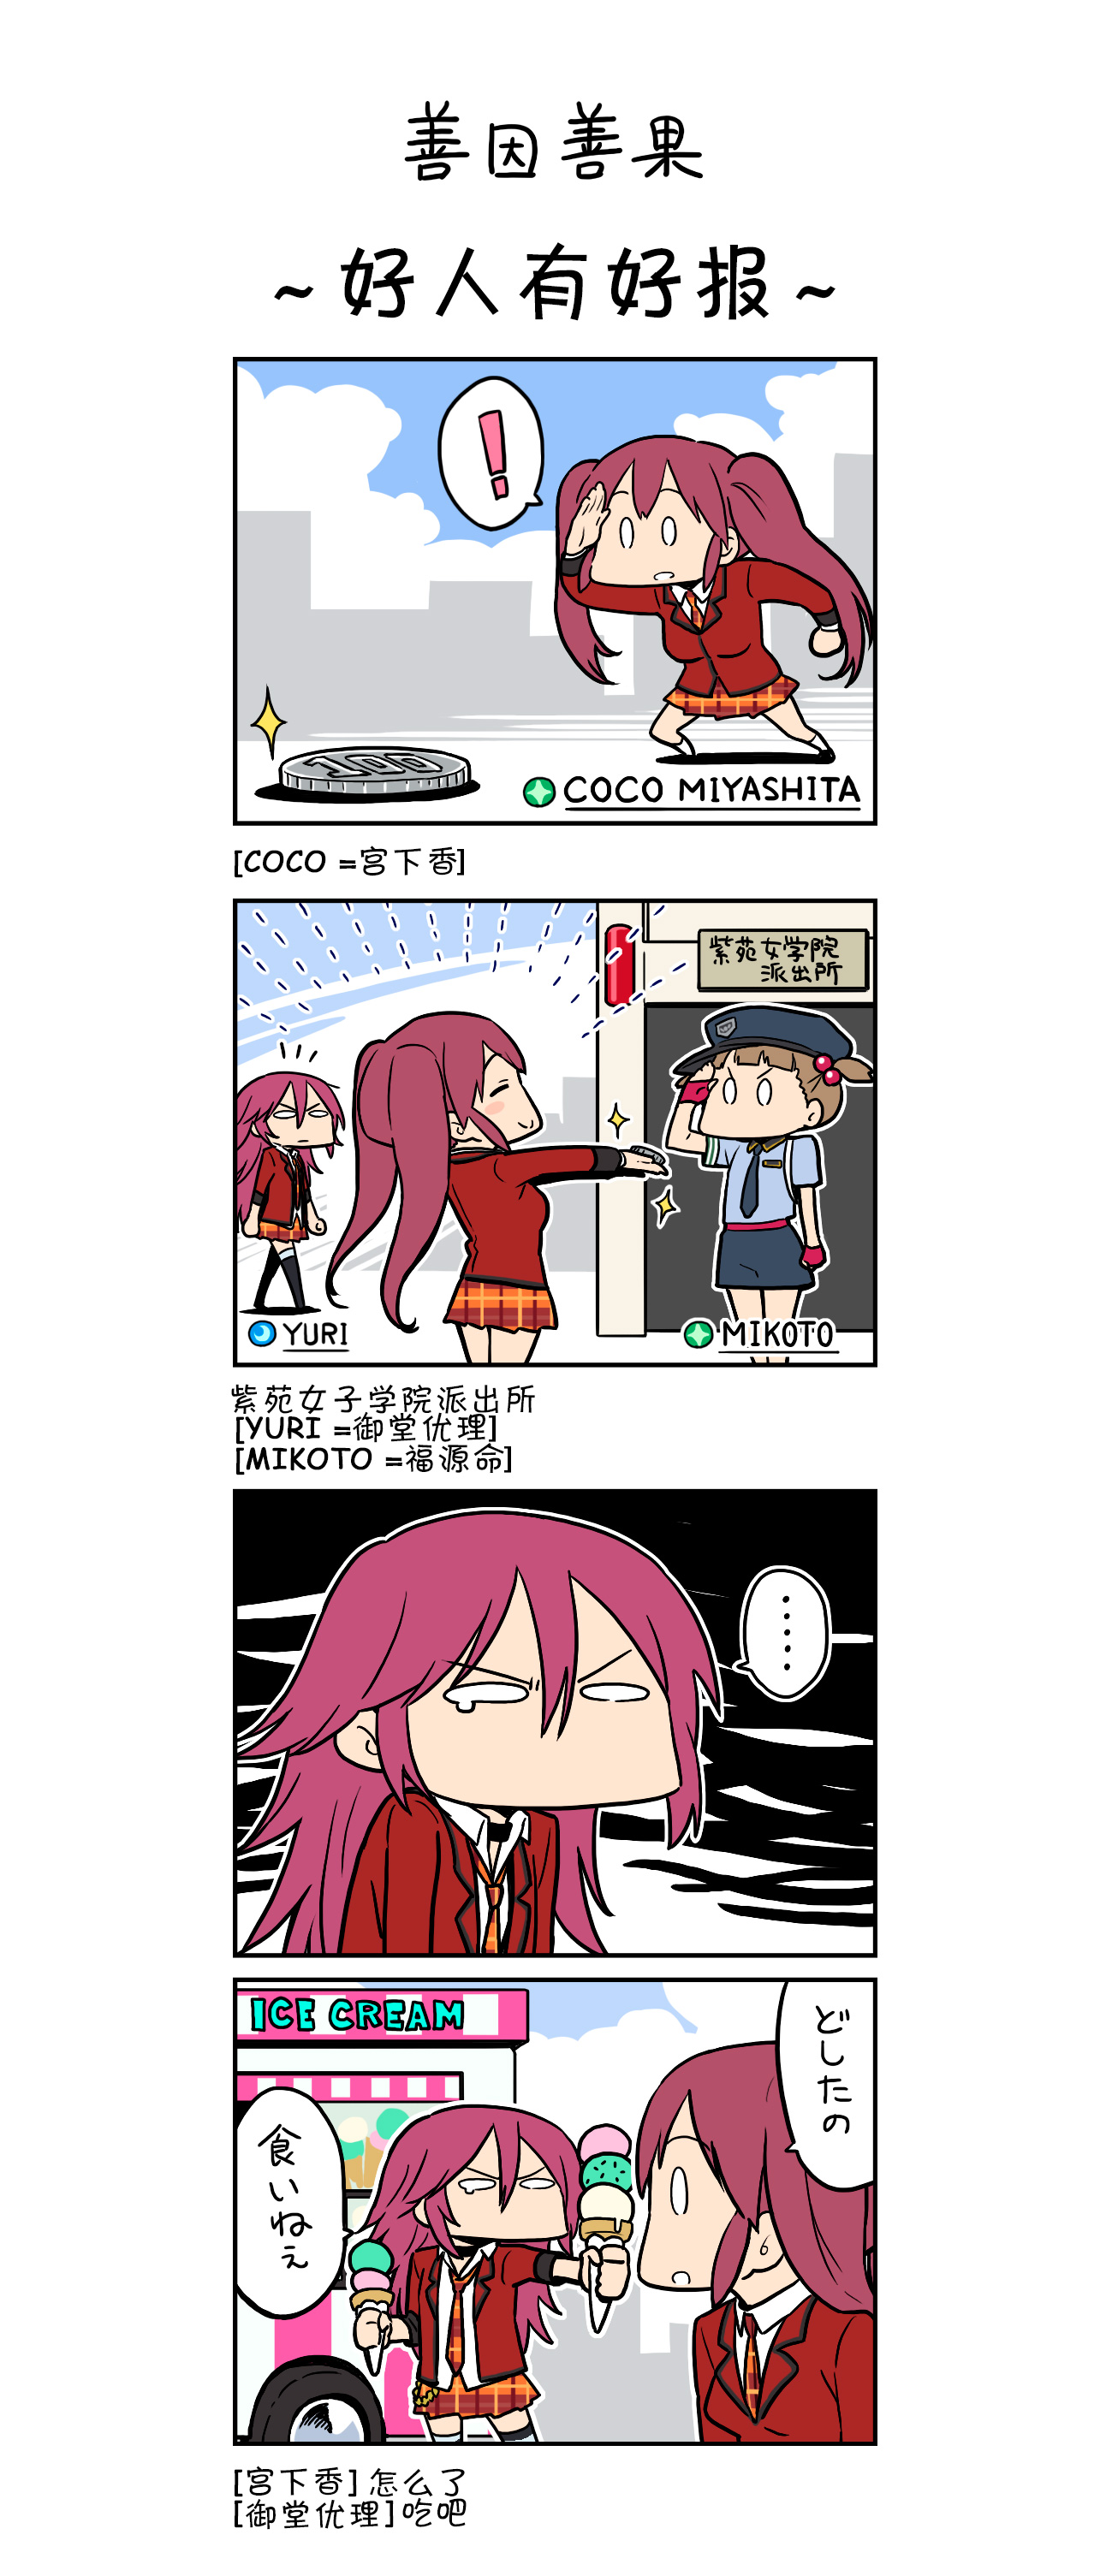 善因善果
~好人有好报~
!
100
COCO MIYASHITA
[COCO =宫下香]
紫苑女学院
派出所
YURI
MIKOTO
紫苑女子学院派出所
[YURI =御堂优理]
[MIKOTO =福源命]
.....
ICE CREAM
どしたの
食いねぇ
[宫下香] 怎么了
[御堂优理] 吃吧